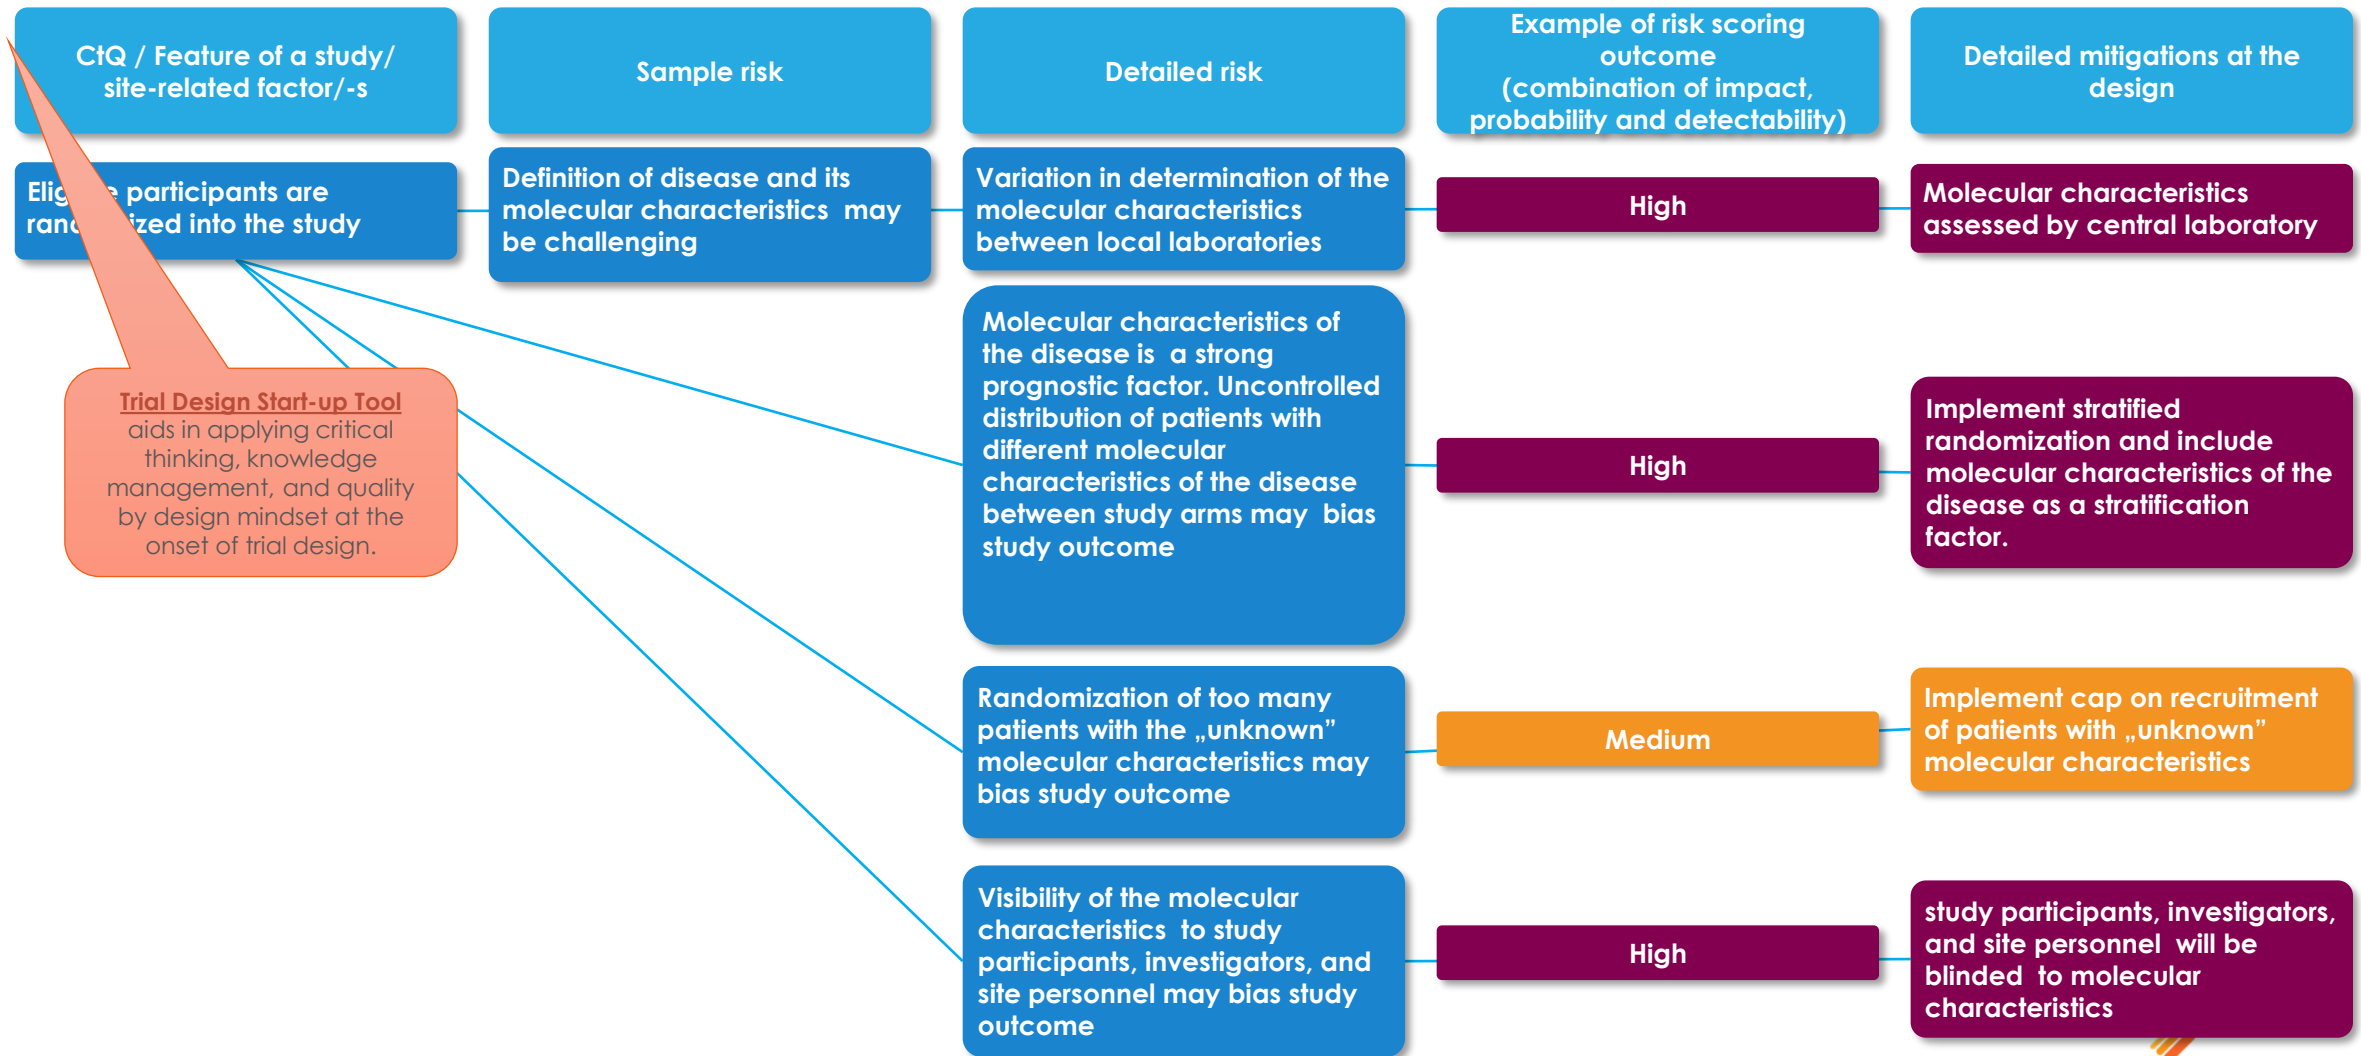 CtQ / Feature of a study/
site-related factor/-s
Sample risk
Detailed risk
Example of risk scoring
outcome
(combination of impact,
probability and detectability)
Detailed mitigations at the
design
Elig e participants are
ran ized into the study
Definition of disease and its
molecular characteristics may
be challenging
Variation in determination of the
molecular characteristics
between local laboratories
High
Molecular characteristics
assessed by central laboratory
Molecular characteristics of
the disease is a strong
prognostic factor. Uncontrolled
distribution of patients with
different molecular
characteristics of the disease
between study arms may bias
study outcome
High
Implement stratified
randomization and include
molecular characteristics of the
disease as a stratification
factor.
Trial Design Start-up Tool
aids in applying critical
thinking, knowledge
management, and quality
by design mindset at the
onset of trial design.
Randomization of too many
patients with the „unknown”
molecular characteristics may
bias study outcome
Medium
Implement cap on recruitment
of patients with „unknown”
molecular characteristics
Visibility of the molecular
characteristics to study
participants, investigators, and
site personnel may bias study
outcome
High
study participants, investigators,
and site personnel will be
blinded to molecular
characteristics